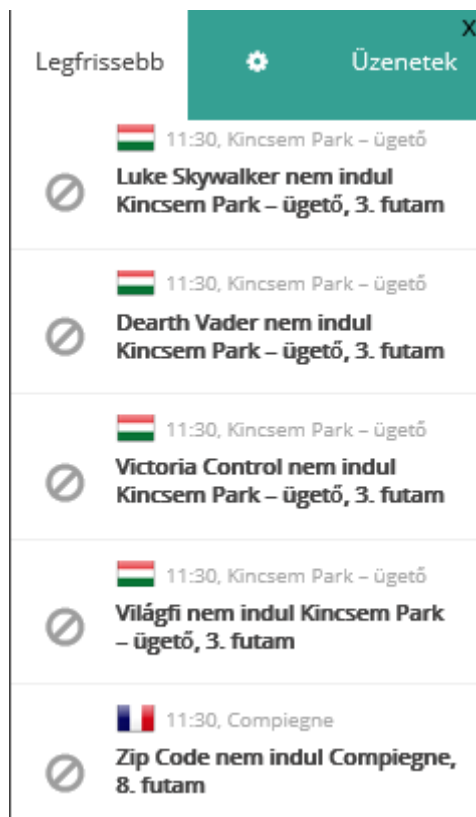 X
Legfrissebb Üzenetek
11:30, Kincsem Park – ügető
Luke Skywalker nem indul
Kincsem Park – ügető, 3. futam
11:30, Kincsem Park – ügető
Dearth Vader nem indul
Kincsem Park – ügető, 3. futam
11:30, Kincsem Park – ügető
Victoria Control nem indul
Kincsem Park – ügető, 3. futam
11:30, Kincsem Park – ügető
Világfi nem indul Kincsem Park
– ügető, 3. futam
11:30, Compiegne
Zip Code nem indul Compiegne,
8. futam